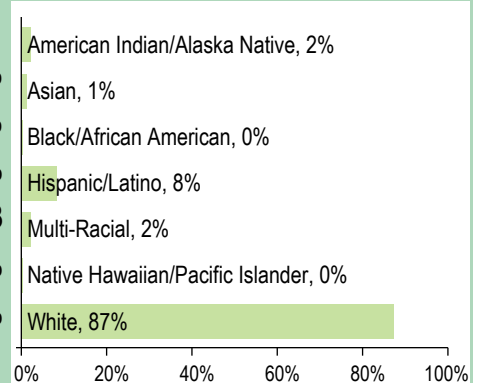 American Indian/Alaska Native, 2%
Asian, 1%
Black/African American, 0%
Hispanic/Latino, 8%
Multi-Racial, 2%
Native Hawaiian/Pacific Islander, 0%
White, 87%
0% 20% 40% 60% 80% 100%